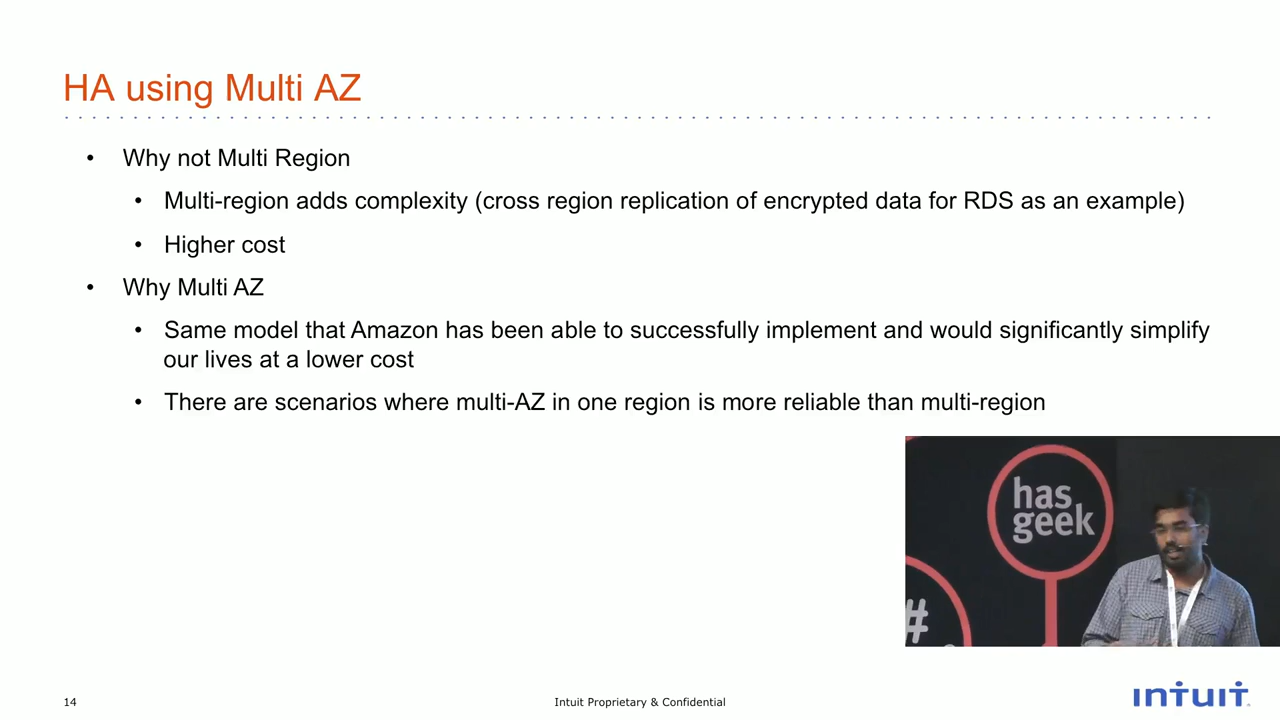 HA using Multi AZ
• Why not Multi Region
• Multi-region adds complexity (cross region replication of encrypted data for RDS as an example)
• Higher cost
• Why Multi AZ
• Same model that Amazon has been able to successfully implement and would significantly simplify
our lives at a lower cost
• There are scenarios where multi-AZ in one region is more reliable than multi-region
has
geek
#
14
Intuit Proprietary & Confidential
INTUIT